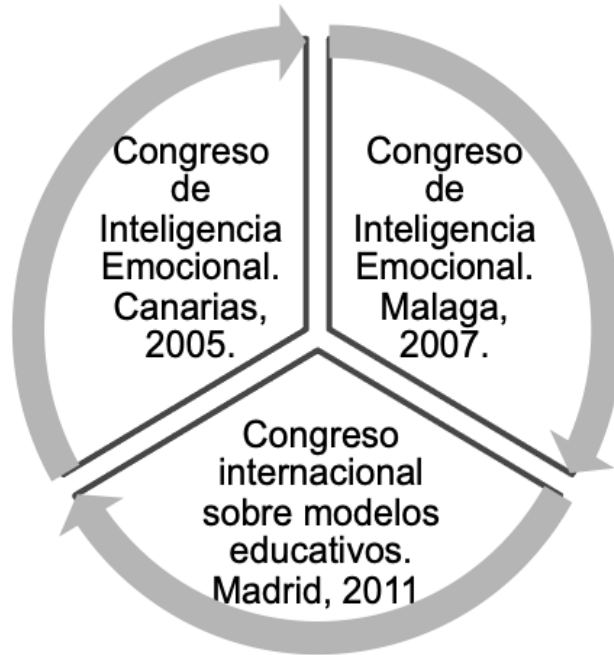 Congreso
de
Inteligencia
Emocional.
Canarias,
2005.
Congreso
de
Inteligencia
Emocional.
Malaga,
2007.
Congreso
internacional
sobre modelos
educativos.
Madrid, 2011